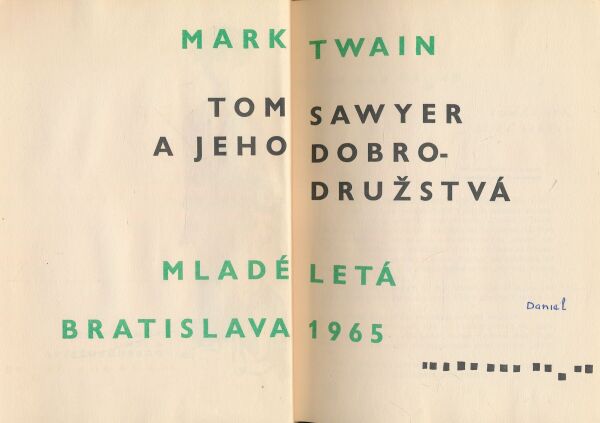 MARK TWAIN
TOM SAWYER
A JEHO DOBRO-
DRUŽSTVÁ
MLADÉ LETÁ
BRATISLAVA 1965
Daniel